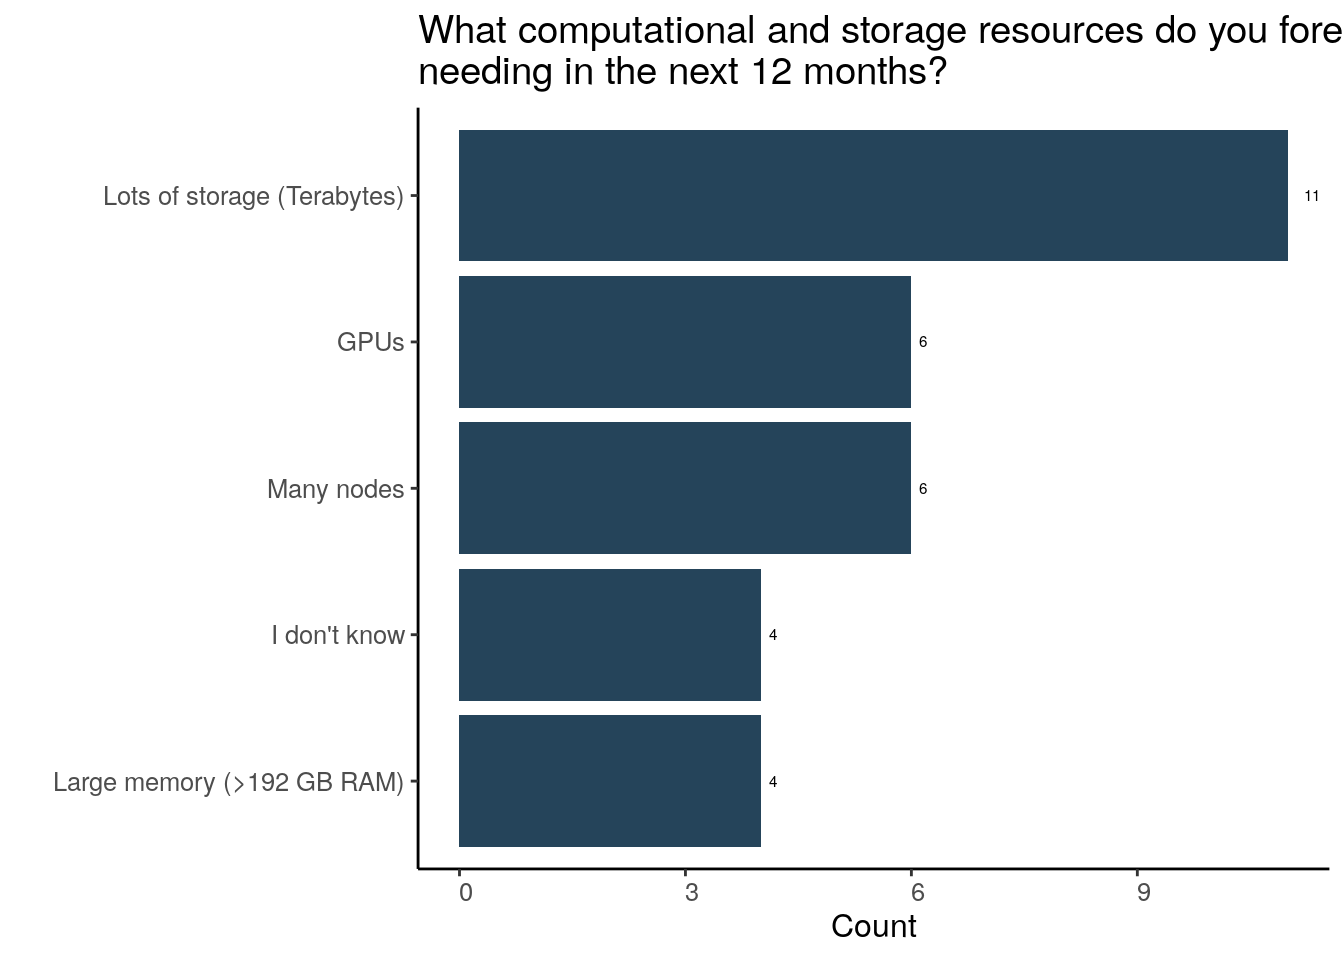 What computational and storage resources do you fore
needing in the next 12 months?
Lots of storage (Terabytes)
11
GPUs
6
Many nodes
6
I don't know
4
Large memory (>192 GB RAM)
4
0 3 6 9
Count